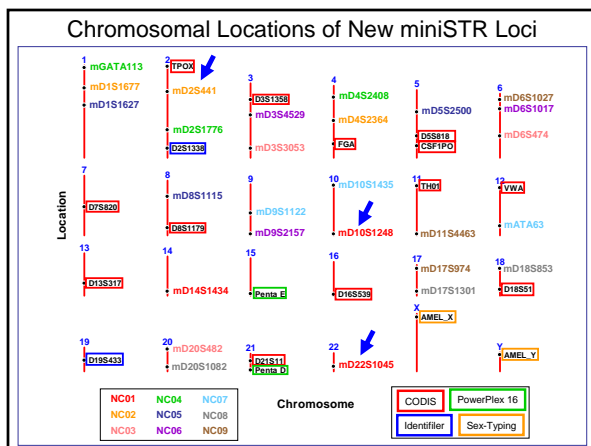 Chromosomal Locations of New miniSTR Loci
1
mGATA113
mD1S1677
mD1S1627
2
TPOX
mD2S441
mD2S1776
D2S1338
3
D3S1358
mD3S4529
mD3S3053
4
mD4S2408
mD4S2364
FGA
5
mD5S2500
D5S818
CSF1PO
6
mD6S1027
mD6S1017
mD6S474
7
D7S820
8
mD8S1115
D8S1179
9
mD9S1122
mD9S2157
10
mD10S1435
mD10S1248
11
TH01
mD11S4463
12
VWA
mATA63
13
D13S317
14
mD14S1434
15
Penta E
16
D16S539
17
mD17S974
mD17S1301
18
mD18S853
D18S51
19
D19S433
20
mD20S482
mD20S1082
21
D21S11
Penta D
22
mD22S1045
X
AMEL_X
Y
AMEL_Y
Location
Chromosome
NC01 NC04 NC07
NC02 NC05 NC08
NC03 NC06 NC09
CODIS PowerPlex 16
Identifiler Sex-Typing